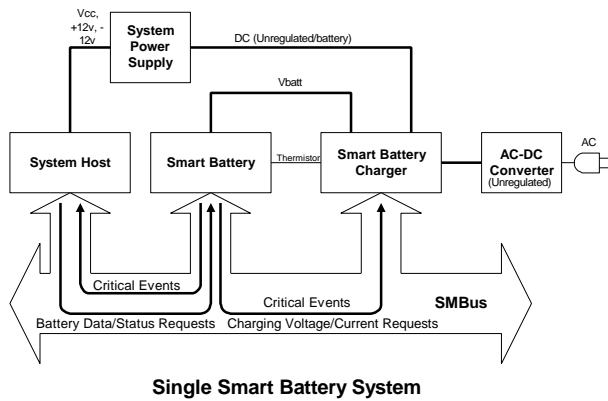 Vcc,
+12v, -
12v
System
Power
Supply
DC (Unregulated/battery)
Vbatt
System Host
Smart Battery
Thermistor
Smart Battery
Charger
AC-DC
Converter
(Unregulated)
AC
Critical Events
Critical Events
SMBus
Battery Data/Status Requests
Charging Voltage/Current Requests
Single Smart Battery System